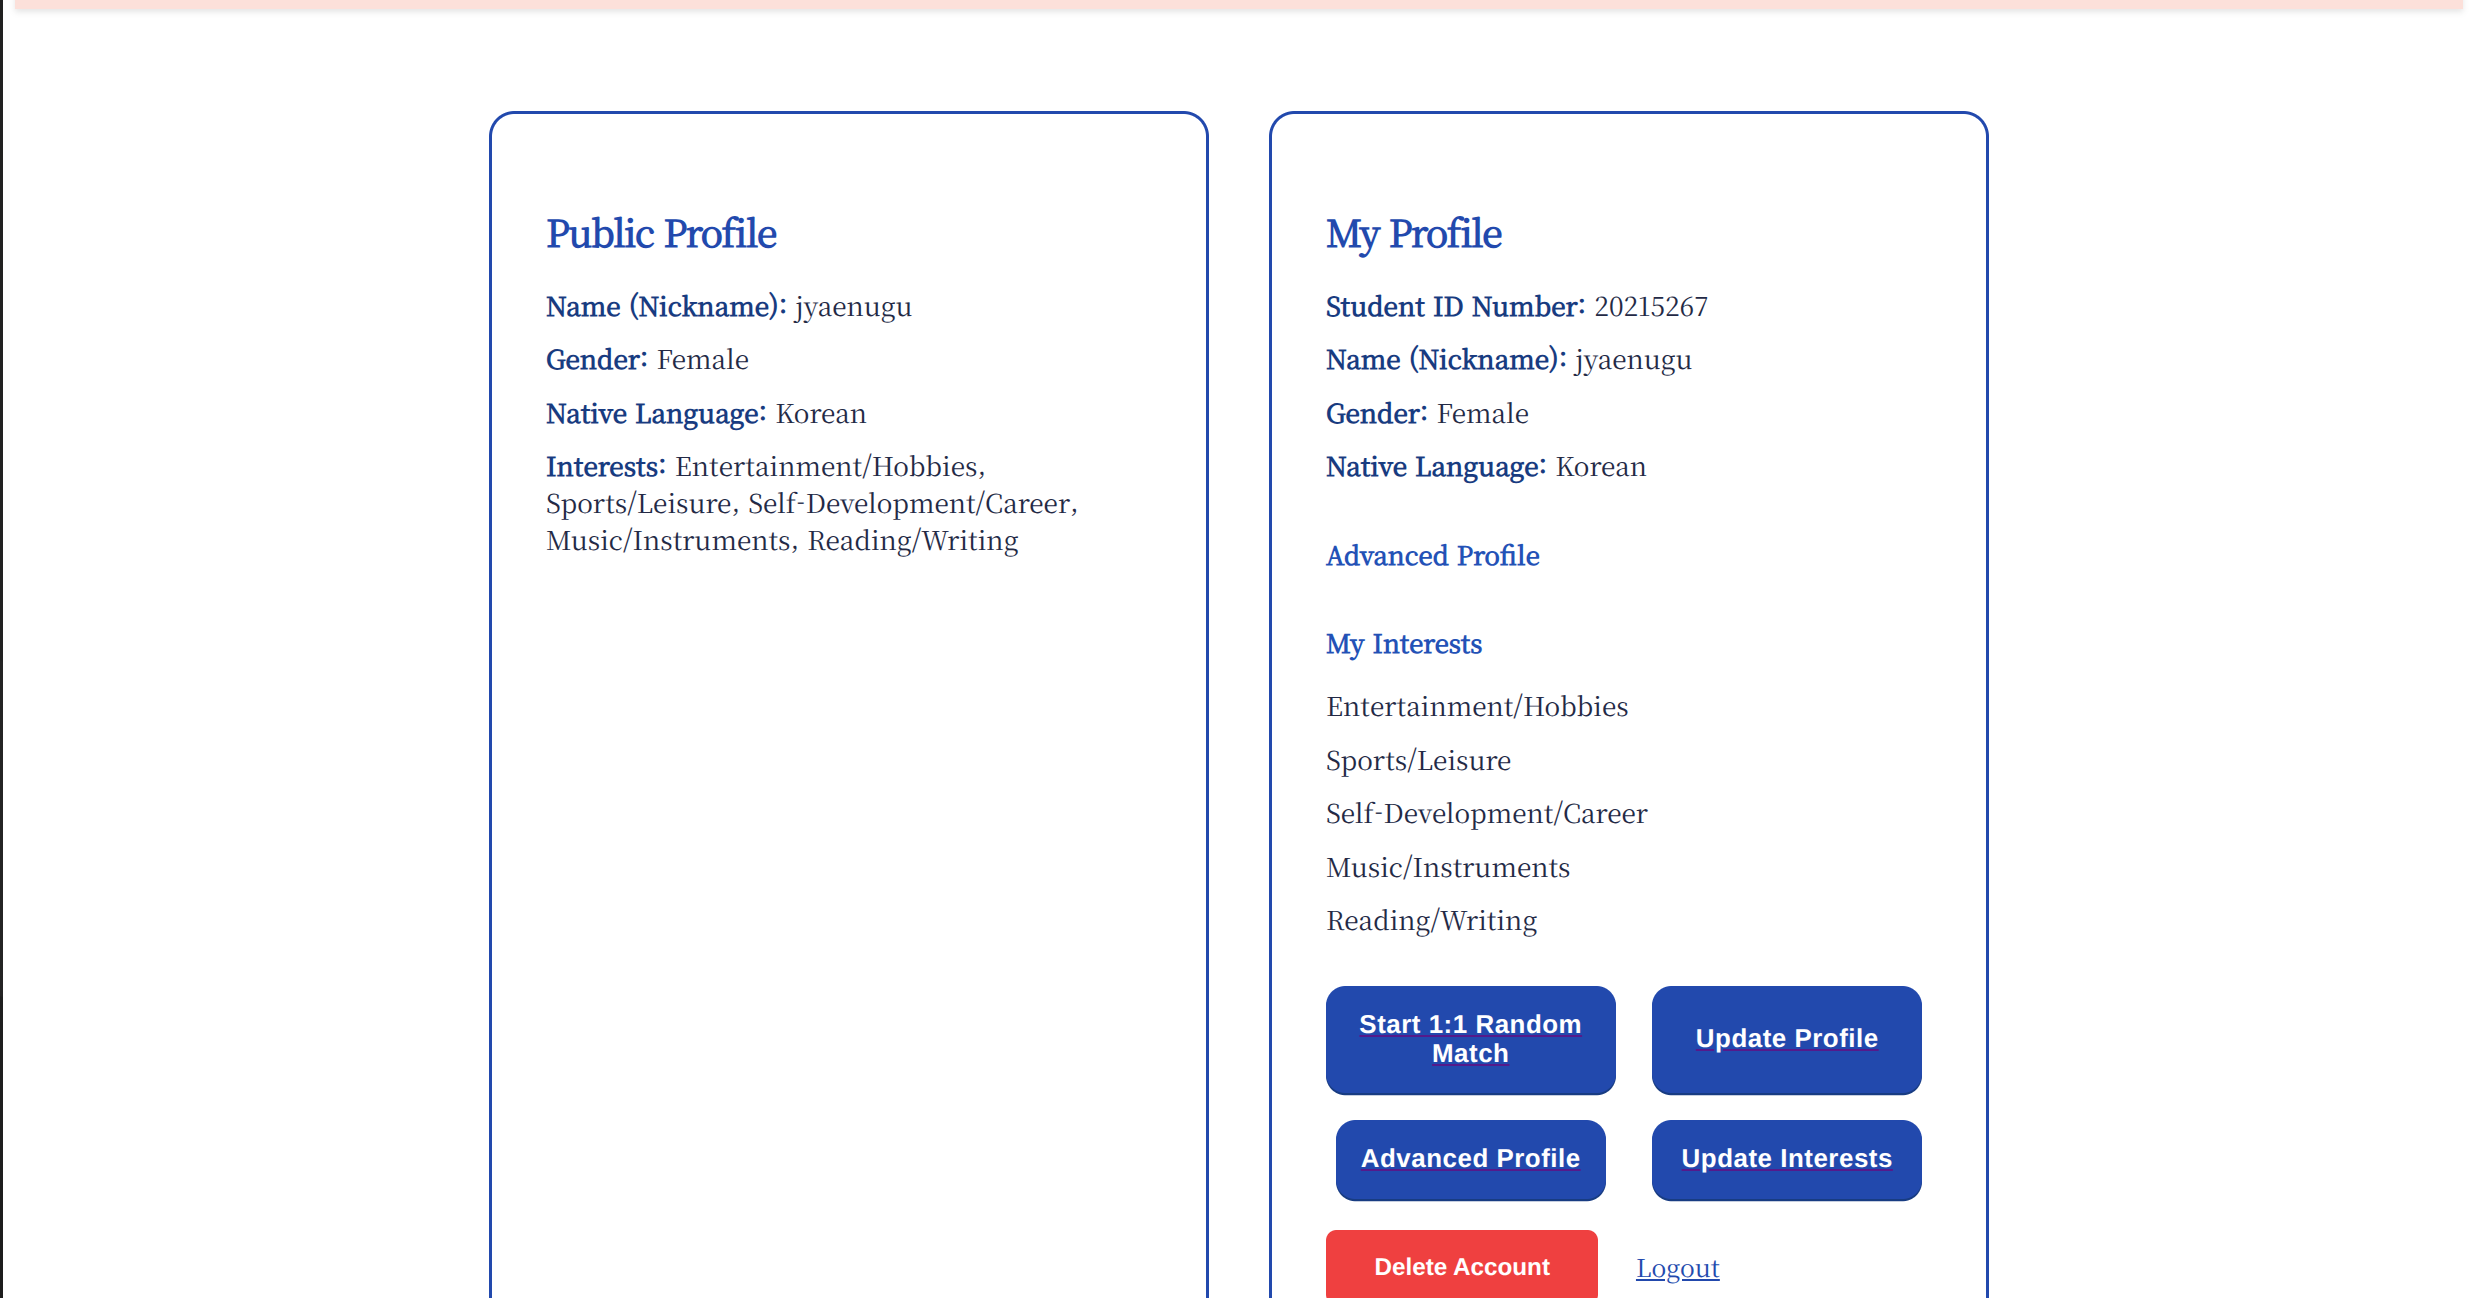 Public Profile
Name (Nickname): jyaenugu
Gender: Female
Native Language: Korean
Interests: Entertainment/Hobbies,
Sports/Leisure, Self-Development/Career,
Music/Instruments, Reading/Writing
My Profile
Student ID Number: 20215267
Name (Nickname): jyaenugu
Gender: Female
Native Language: Korean
Advanced Profile
My Interests
Entertainment/Hobbies
Sports/Leisure
Self-Development/Career
Music/Instruments
Reading/Writing
Start 1:1 Random
Match
Update Profile
Advanced Profile
Update Interests
Delete Account
Logout